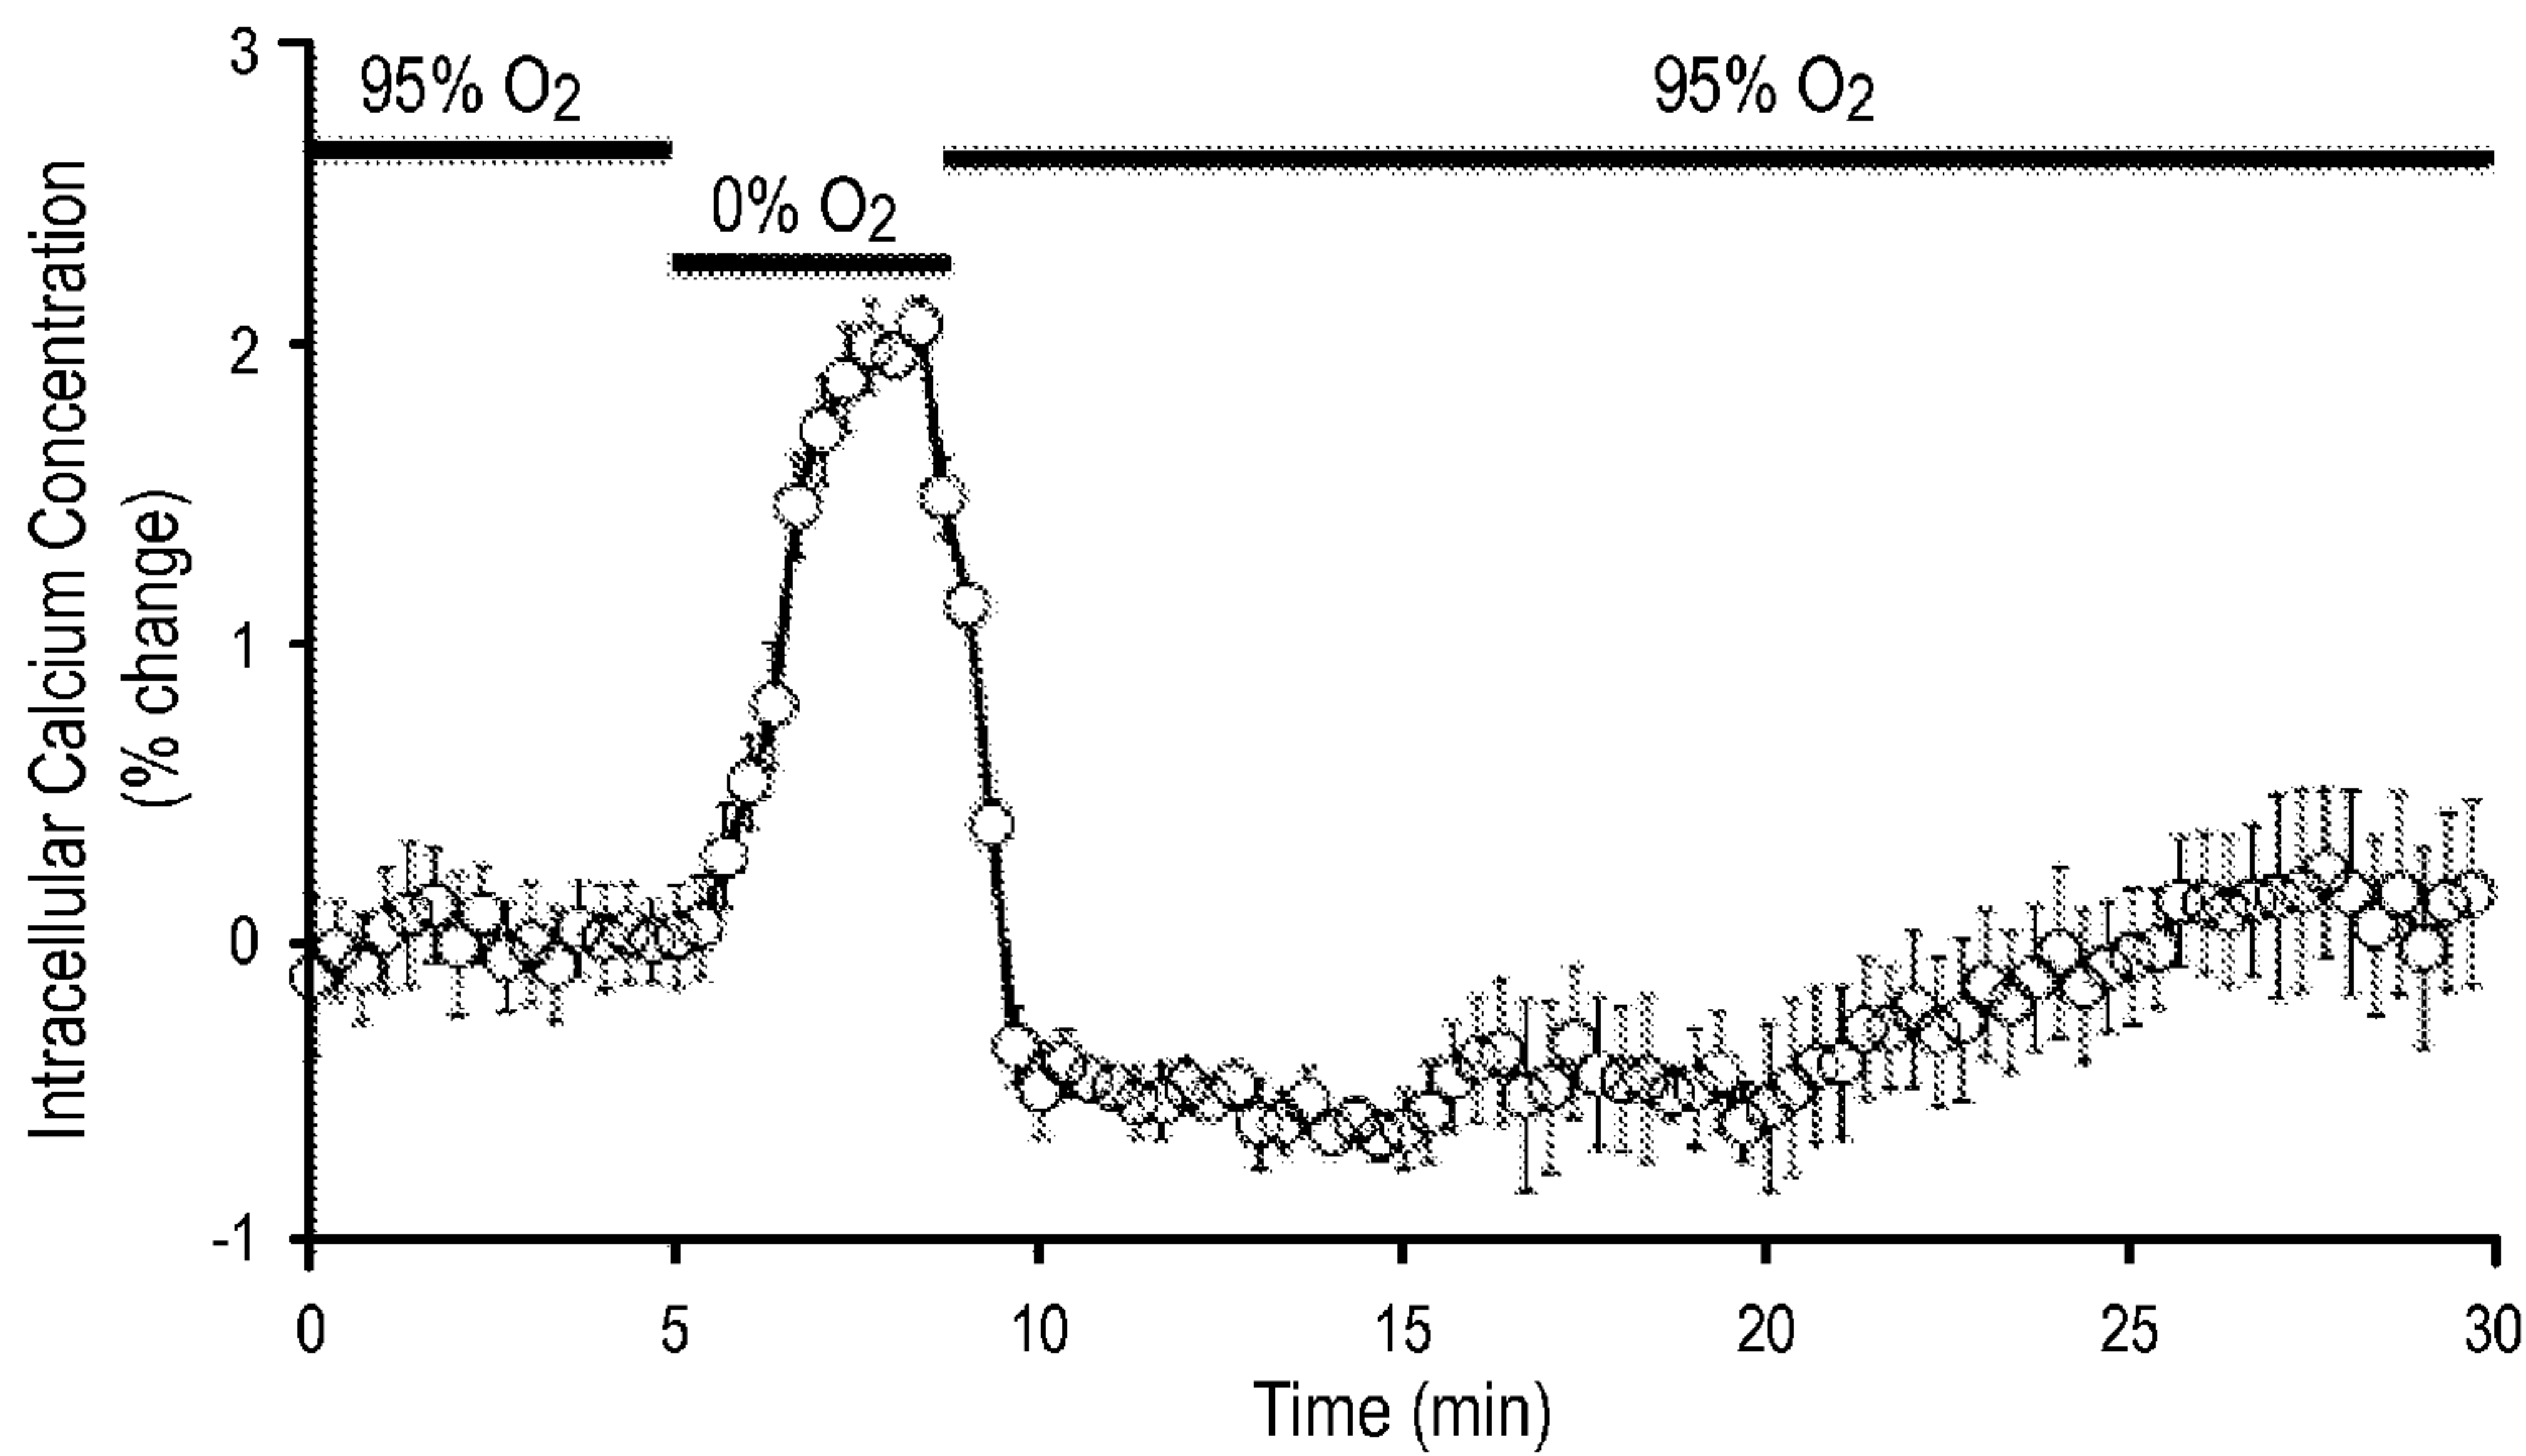 3
95% O₂
95% O₂
0% O₂
2
1
0
-1
Intracellular Calcium Concentration
(% change)
0
5
10
15
20
25
30
Time (min)